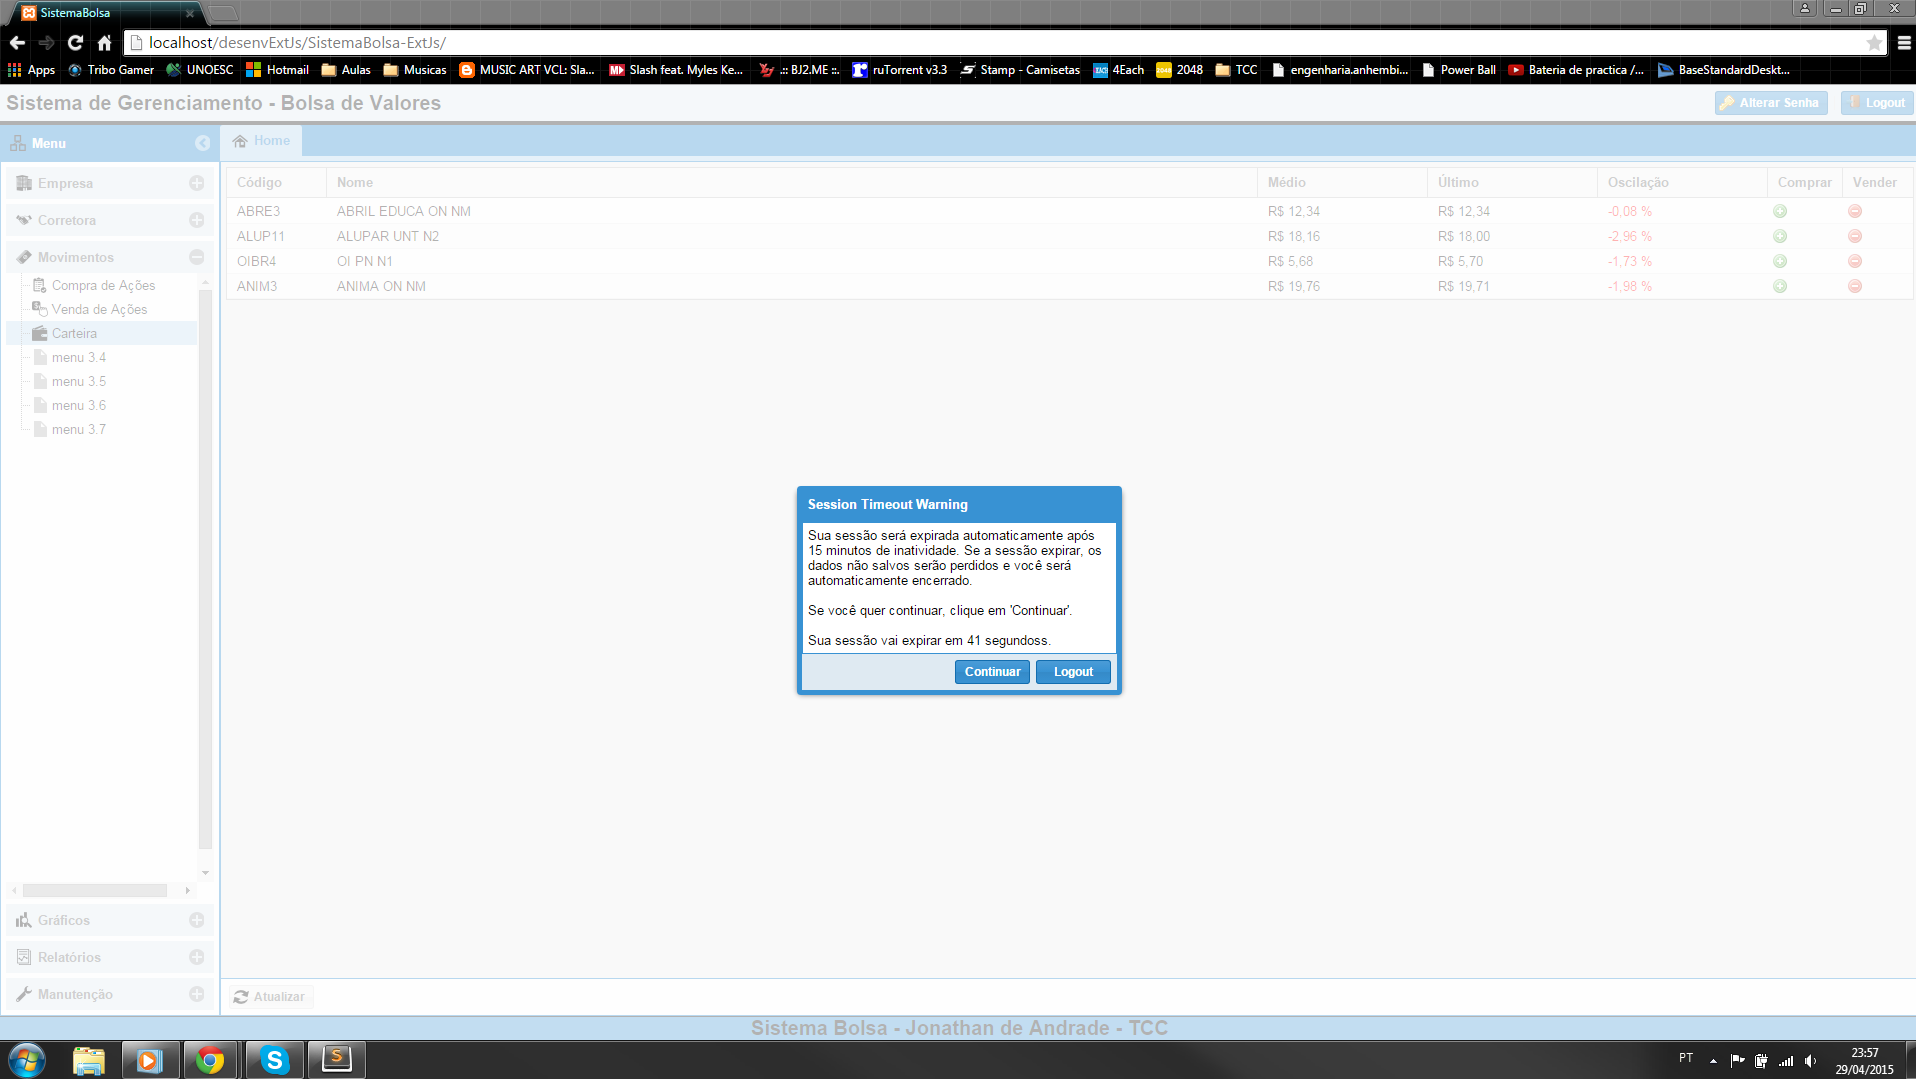 SistemaBolsa
localhost/desenvExtJs/SistemaBolsa-ExtJs/
Apps Tribo Gamer UNOESC Hotmail Aulas Musicas MUSIC ART VCL: Sla... Slash feat. Myles Ke... .:: BJ2.ME ::. ruTorrent v3.3 Stamp - Camisetas 4Each 2048 TCC engenharia.anhembi... Power Ball Bateria de practica /... BaseStandardDeskt...
Sistema de Gerenciamento - Bolsa de Valores Alterar Senha Logout
Menu Home
Empresa
Corretora
Movimentos
Compra de Ações
Venda de Ações
Carteira
menu 3.4
menu 3.5
menu 3.6
menu 3.7
Gráficos
Relatórios
Manutenção
Código Nome Médio Último Oscilação Comprar Vender
ABRE3 ABRIL EDUCA ON NM R$ 12,34 R$ 12,34 -0,08 %
ALUP11 ALUPAR UNT N2 R$ 18,16 R$ 18,00 -2,96 %
OIBR4 OI PN N1 R$ 5,68 R$ 5,70 -1,73 %
ANIM3 ANIMA ON NM R$ 19,76 R$ 19,71 -1,98 %
Session Timeout Warning
Sua sessão será expirada automaticamente após
15 minutos de inatividade. Se a sessão expirar, os
dados não salvos serão perdidos e você será
automaticamente encerrado.
Se você quer continuar, clique em 'Continuar'.
Sua sessão vai expirar em 41 segundoss.
Continuar Logout
Atualizar
Sistema Bolsa - Jonathan de Andrade - TCC
PT 23:57
29/04/2015